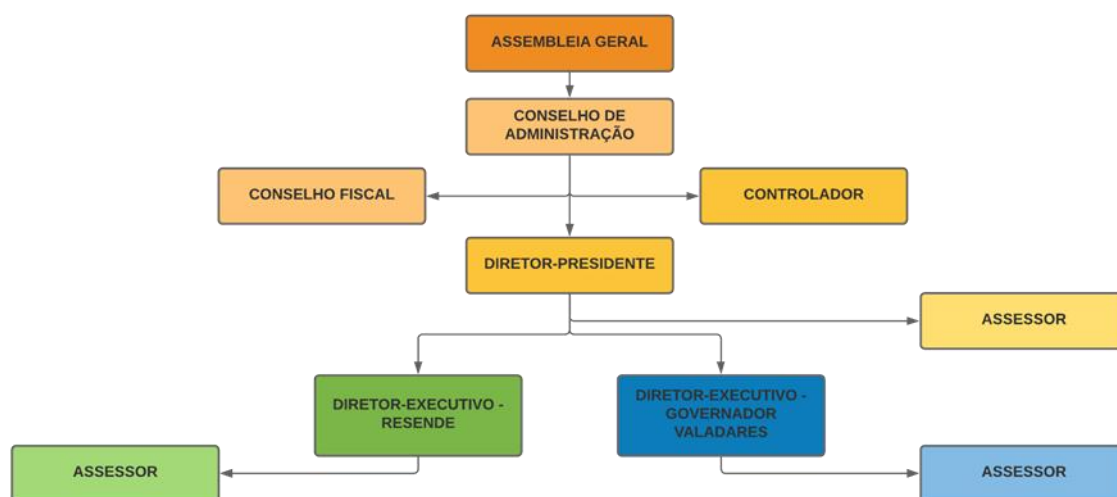 ASSEMBLEIA GERAL
CONSELHO DE
ADMINISTRAÇÃO
CONSELHO FISCAL
CONTROLADOR
DIRETOR-PRESIDENTE
ASSESSOR
DIRETOR-EXECUTIVO -
RESENDE
DIRETOR-EXECUTIVO -
GOVERNADOR
VALADARES
ASSESSOR
ASSESSOR